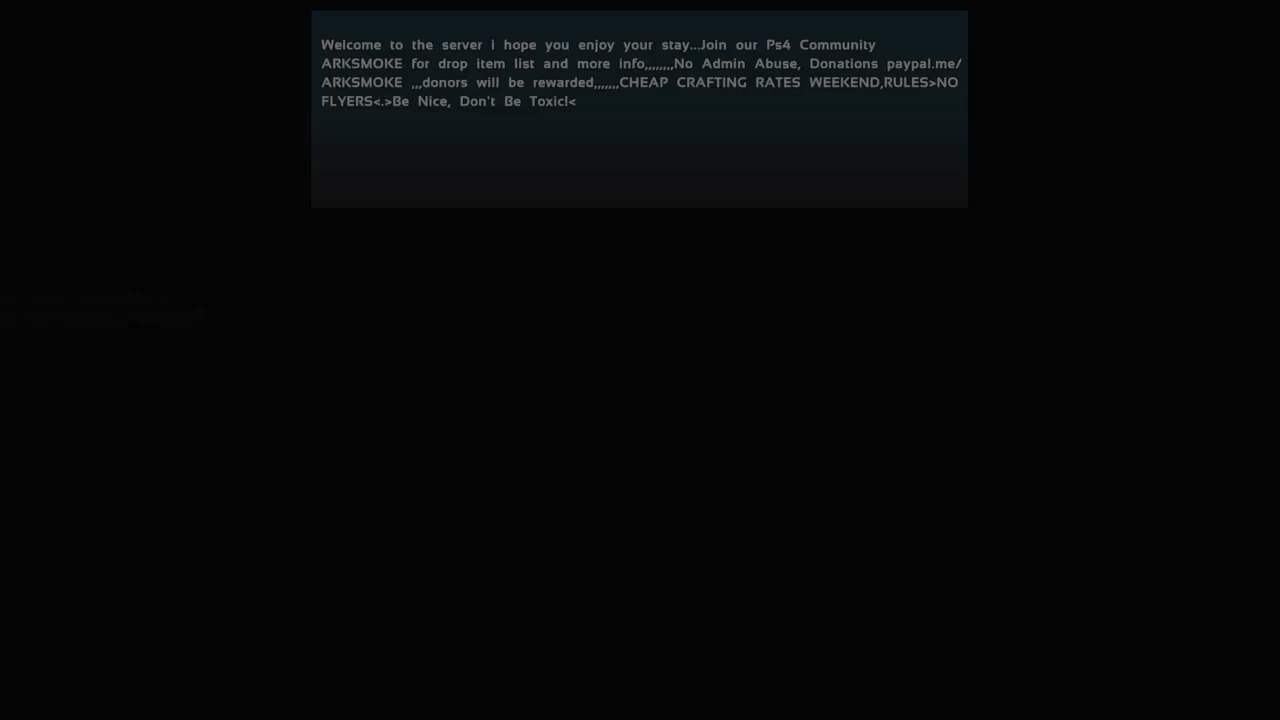 Welcome to the server i hope you enjoy your stay...Join our Ps4 Community
ARKSMOKE for drop item list and more info,,,,,,,,No Admin Abuse, Donations paypal.me/
ARKSMOKE ,,,donors will be rewarded,,,,,,,CHEAP CRAFTING RATES WEEKEND,RULES>NO
FLYERS<.>Be Nice, Don't Be Toxic!<